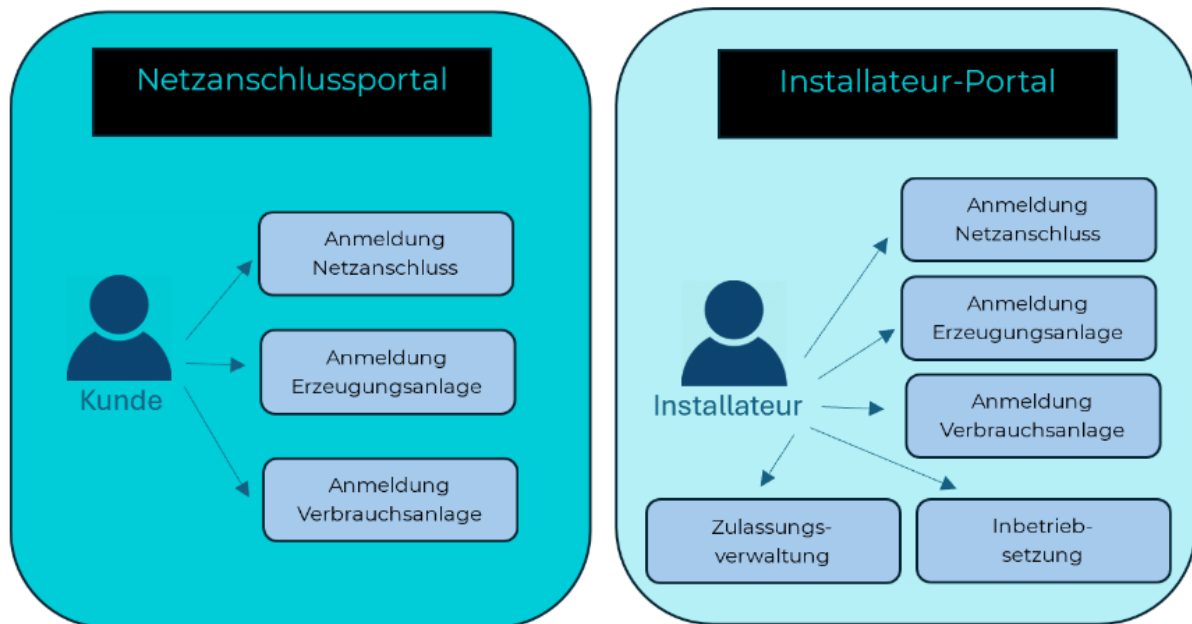 Netzanschlussportal
Anmeldung
Netzanschluss
Anmeldung
Erzeugungsanlage
Kunde
Anmeldung
Verbrauchsanlage
Installateur-Portal
Anmeldung
Netzanschluss
Anmeldung
Erzeugungsanlage
Installateur
Anmeldung
Verbrauchsanlage
Zulassungs-
verwaltung
Inbetrieb-
setzung